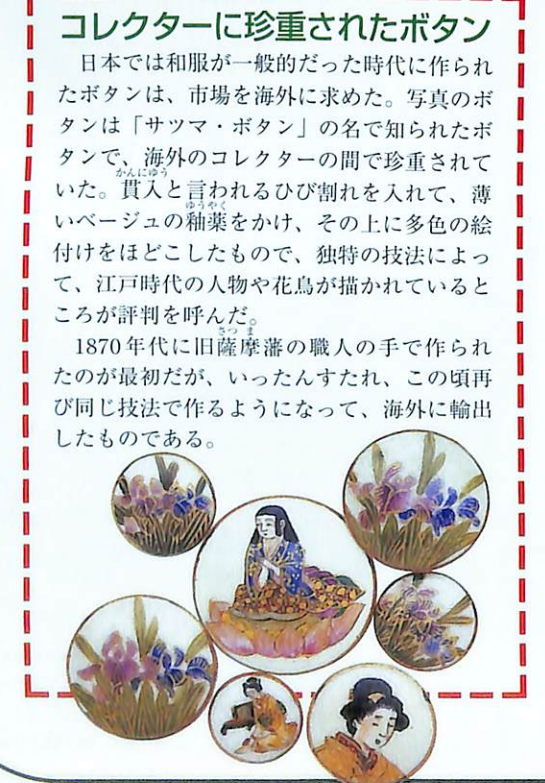 コレクターに珍重されたボタン
日本では和服が一般的だった時代に作られ
たボタンは、市場を海外に求めた。写真のボ
タンは「サツマ・ボタン」の名で知られたボ
タンで、海外のコレクターの間で珍重されて
かんにゆう
いた。貫入と言われるひび割れを入れて、薄
ゆうやく
いベージュの釉薬をかけ、その上に多色の絵
付けをほどこしたもので、独特の技法によっ
て、江戸時代の人物や花鳥が描かれていると
ころが評判を呼んだ。
さつま
1870年代に旧薩摩藩の職人の手で作られ
たのが最初だが、いったんすたれ、この頃再
び同じ技法で作るようになって、海外に輸出
したものである。